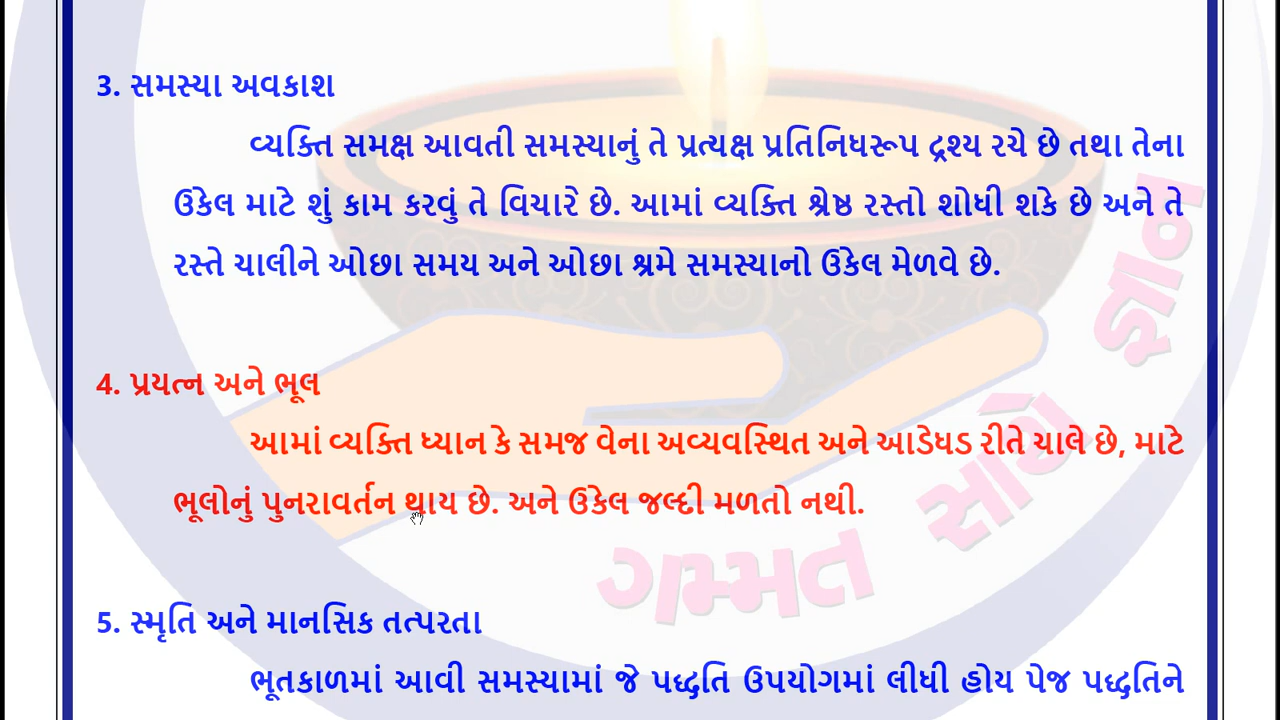 3. સમસ્યા અવકાશ
વ્યક્તિ સમક્ષ આવતી સમસ્યાનું તે પ્રત્યક્ષ પ્રતિનિધરૂપ દ્રશ્ય રચે છે તથા તેના
ઉકેલ માટે શું કામ કરવું તે વિચારે છે. આમાં વ્યક્તિ શ્રેષ્ઠ રસ્તો શોધી શકે છે અને તે
રસ્તે ચાલીને ઓછા સમય અને ઓછા શ્રમે સમસ્યાનો ઉકેલ મેળવે છે.
4. પ્રયત્ન અને ભૂલ
આમાં વ્યક્તિ ધ્યાન કે સમજ વેના અવ્યવસ્થિત અને આડેધડ રીતે ચાલે છે, માટે
ભૂલોનું પુનરાવર્તન થાય છે. અને ઉકેલ જલ્દી મળતો નથી.
5. સ્મૃતિ અને માનસિક તત્પરતા
ભૂતકાળમાં આવી સમસ્યામાં જે પદ્ધતિ ઉપયોગમાં લીધી હોય પેજ પદ્ધતિને
ગમ્મત સાથે જ્ઞાન